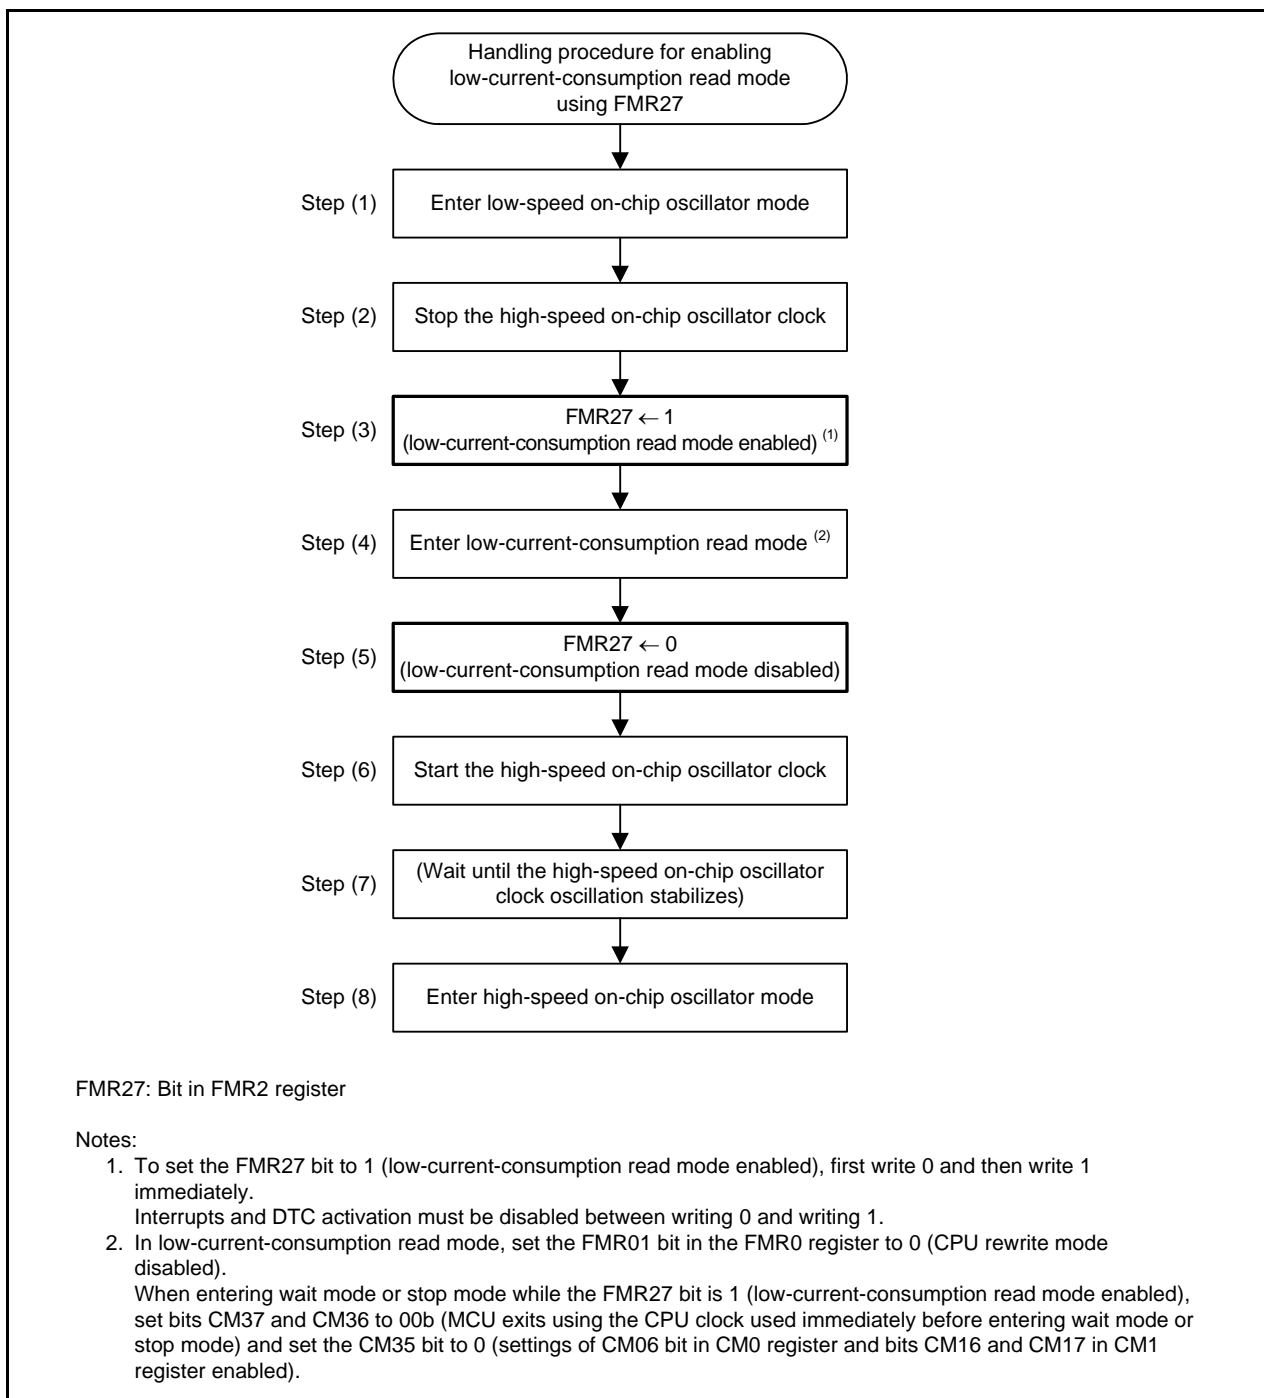 Handling procedure for enabling
low-current-consumption read mode
using FMR27
Step (1)
Enter low-speed on-chip oscillator mode
Step (2)
Stop the high-speed on-chip oscillator clock
Step (3)
FMR27 ← 1
(low-current-consumption read mode enabled) (1)
Step (4)
Enter low-current-consumption read mode (2)
Step (5)
FMR27 ← 0
(low-current-consumption read mode disabled)
Step (6)
Start the high-speed on-chip oscillator clock
Step (7)
(Wait until the high-speed on-chip oscillator
clock oscillation stabilizes)
Step (8)
Enter high-speed on-chip oscillator mode
FMR27: Bit in FMR2 register
Notes:
1. To set the FMR27 bit to 1 (low-current-consumption read mode enabled), first write 0 and then write 1
immediately.
Interrupts and DTC activation must be disabled between writing 0 and writing 1.
2. In low-current-consumption read mode, set the FMR01 bit in the FMR0 register to 0 (CPU rewrite mode
disabled).
When entering wait mode or stop mode while the FMR27 bit is 1 (low-current-consumption read mode enabled),
set bits CM37 and CM36 to 00b (MCU exits using the CPU clock used immediately before entering wait mode or
stop mode) and set the CM35 bit to 0 (settings of CM06 bit in CM0 register and bits CM16 and CM17 in CM1
register enabled).